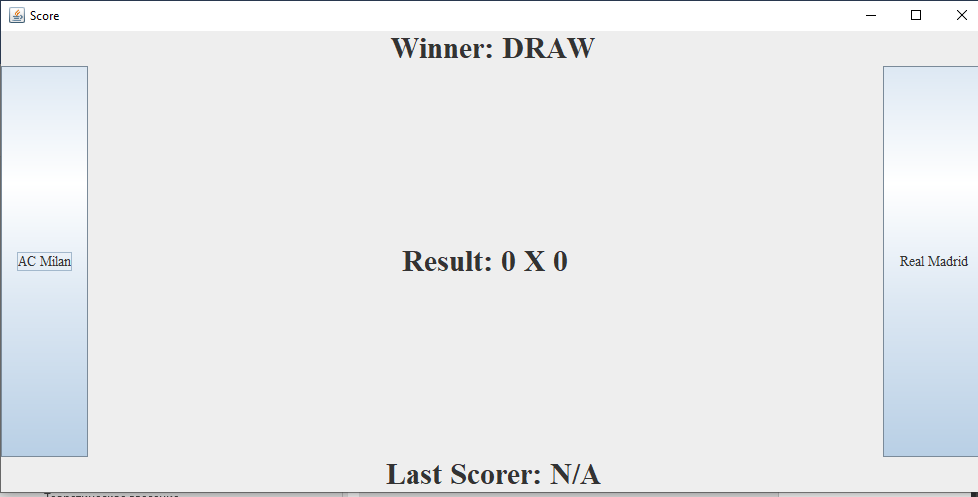 Score
Winner: DRAW
AC Milan
Result: 0 X 0
Real Madrid
Last Scorer: N/A